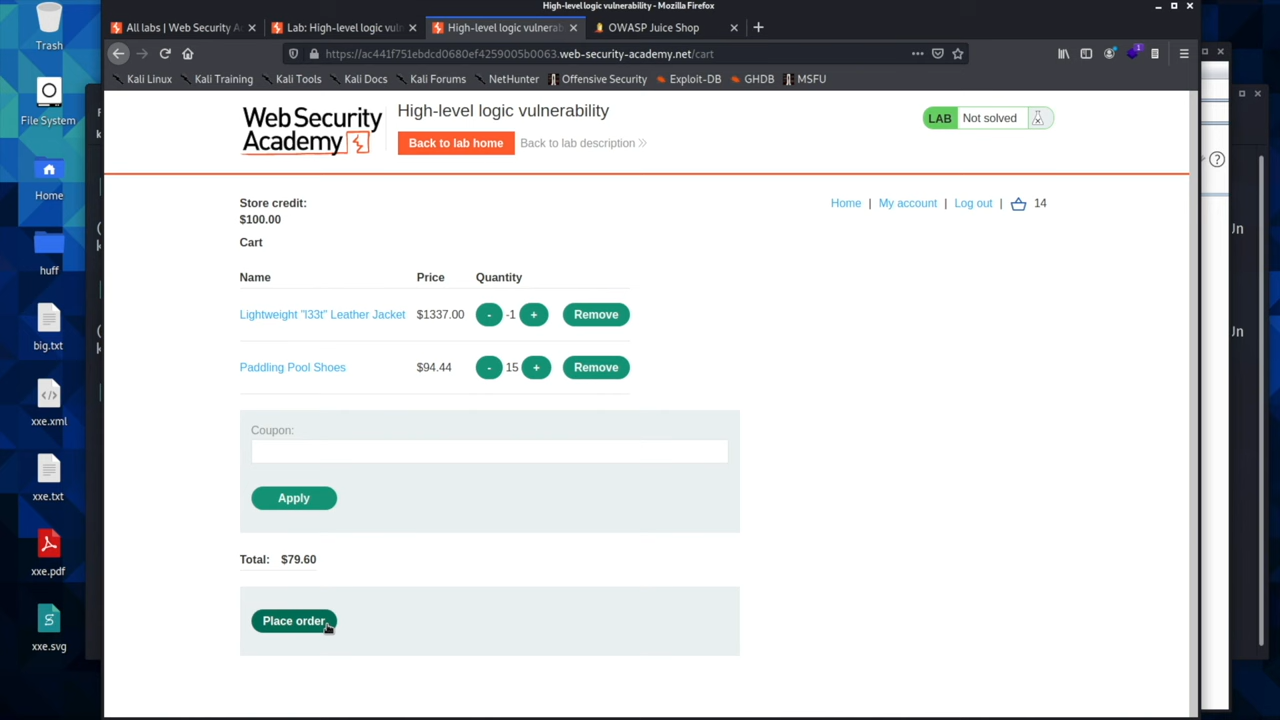 High-level logic vulnerability - Mozilla Firefox
All labs | Web Security A
Lab: High-level logic vulnerab
High-level logic vulnerab
OWASP Juice Shop
https://ac441f751ebdcd0680ef4259005b0063.web-security-academy.net/cart
1
Kali Linux
Kali Training
Kali Tools
Kali Docs
Kali Forums
NetHunter
Offensive Security
Exploit-DB
GHDB
MSFU
Trash
File System
Home
huff
big.txt
xxe.xml
xxe.txt
xxe.pdf
xxe.svg
WebSecurity
Academy
High-level logic vulnerability
Back to lab home
Back to lab description
LAB
Not solved
Store credit:
$100.00
Home | My account | Log out | 14
Cart
Name Price Quantity
Lightweight "l33t" Leather Jacket $1337.00 - -1 + Remove
Paddling Pool Shoes $94.44 - 15 + Remove
Coupon:
Apply
Total: $79.60
Place order